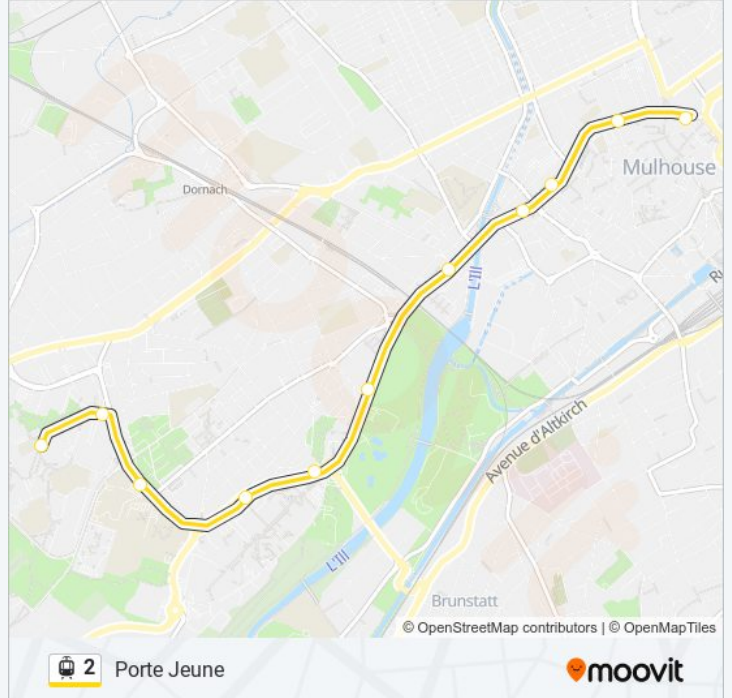 Mulhouse
Dornach
L'Ill
Avenue d'Altkirch
L'Ill
Brunstatt
© OpenStreetMap contributors | © OpenMapTiles
2 Porte Jeune
moovit